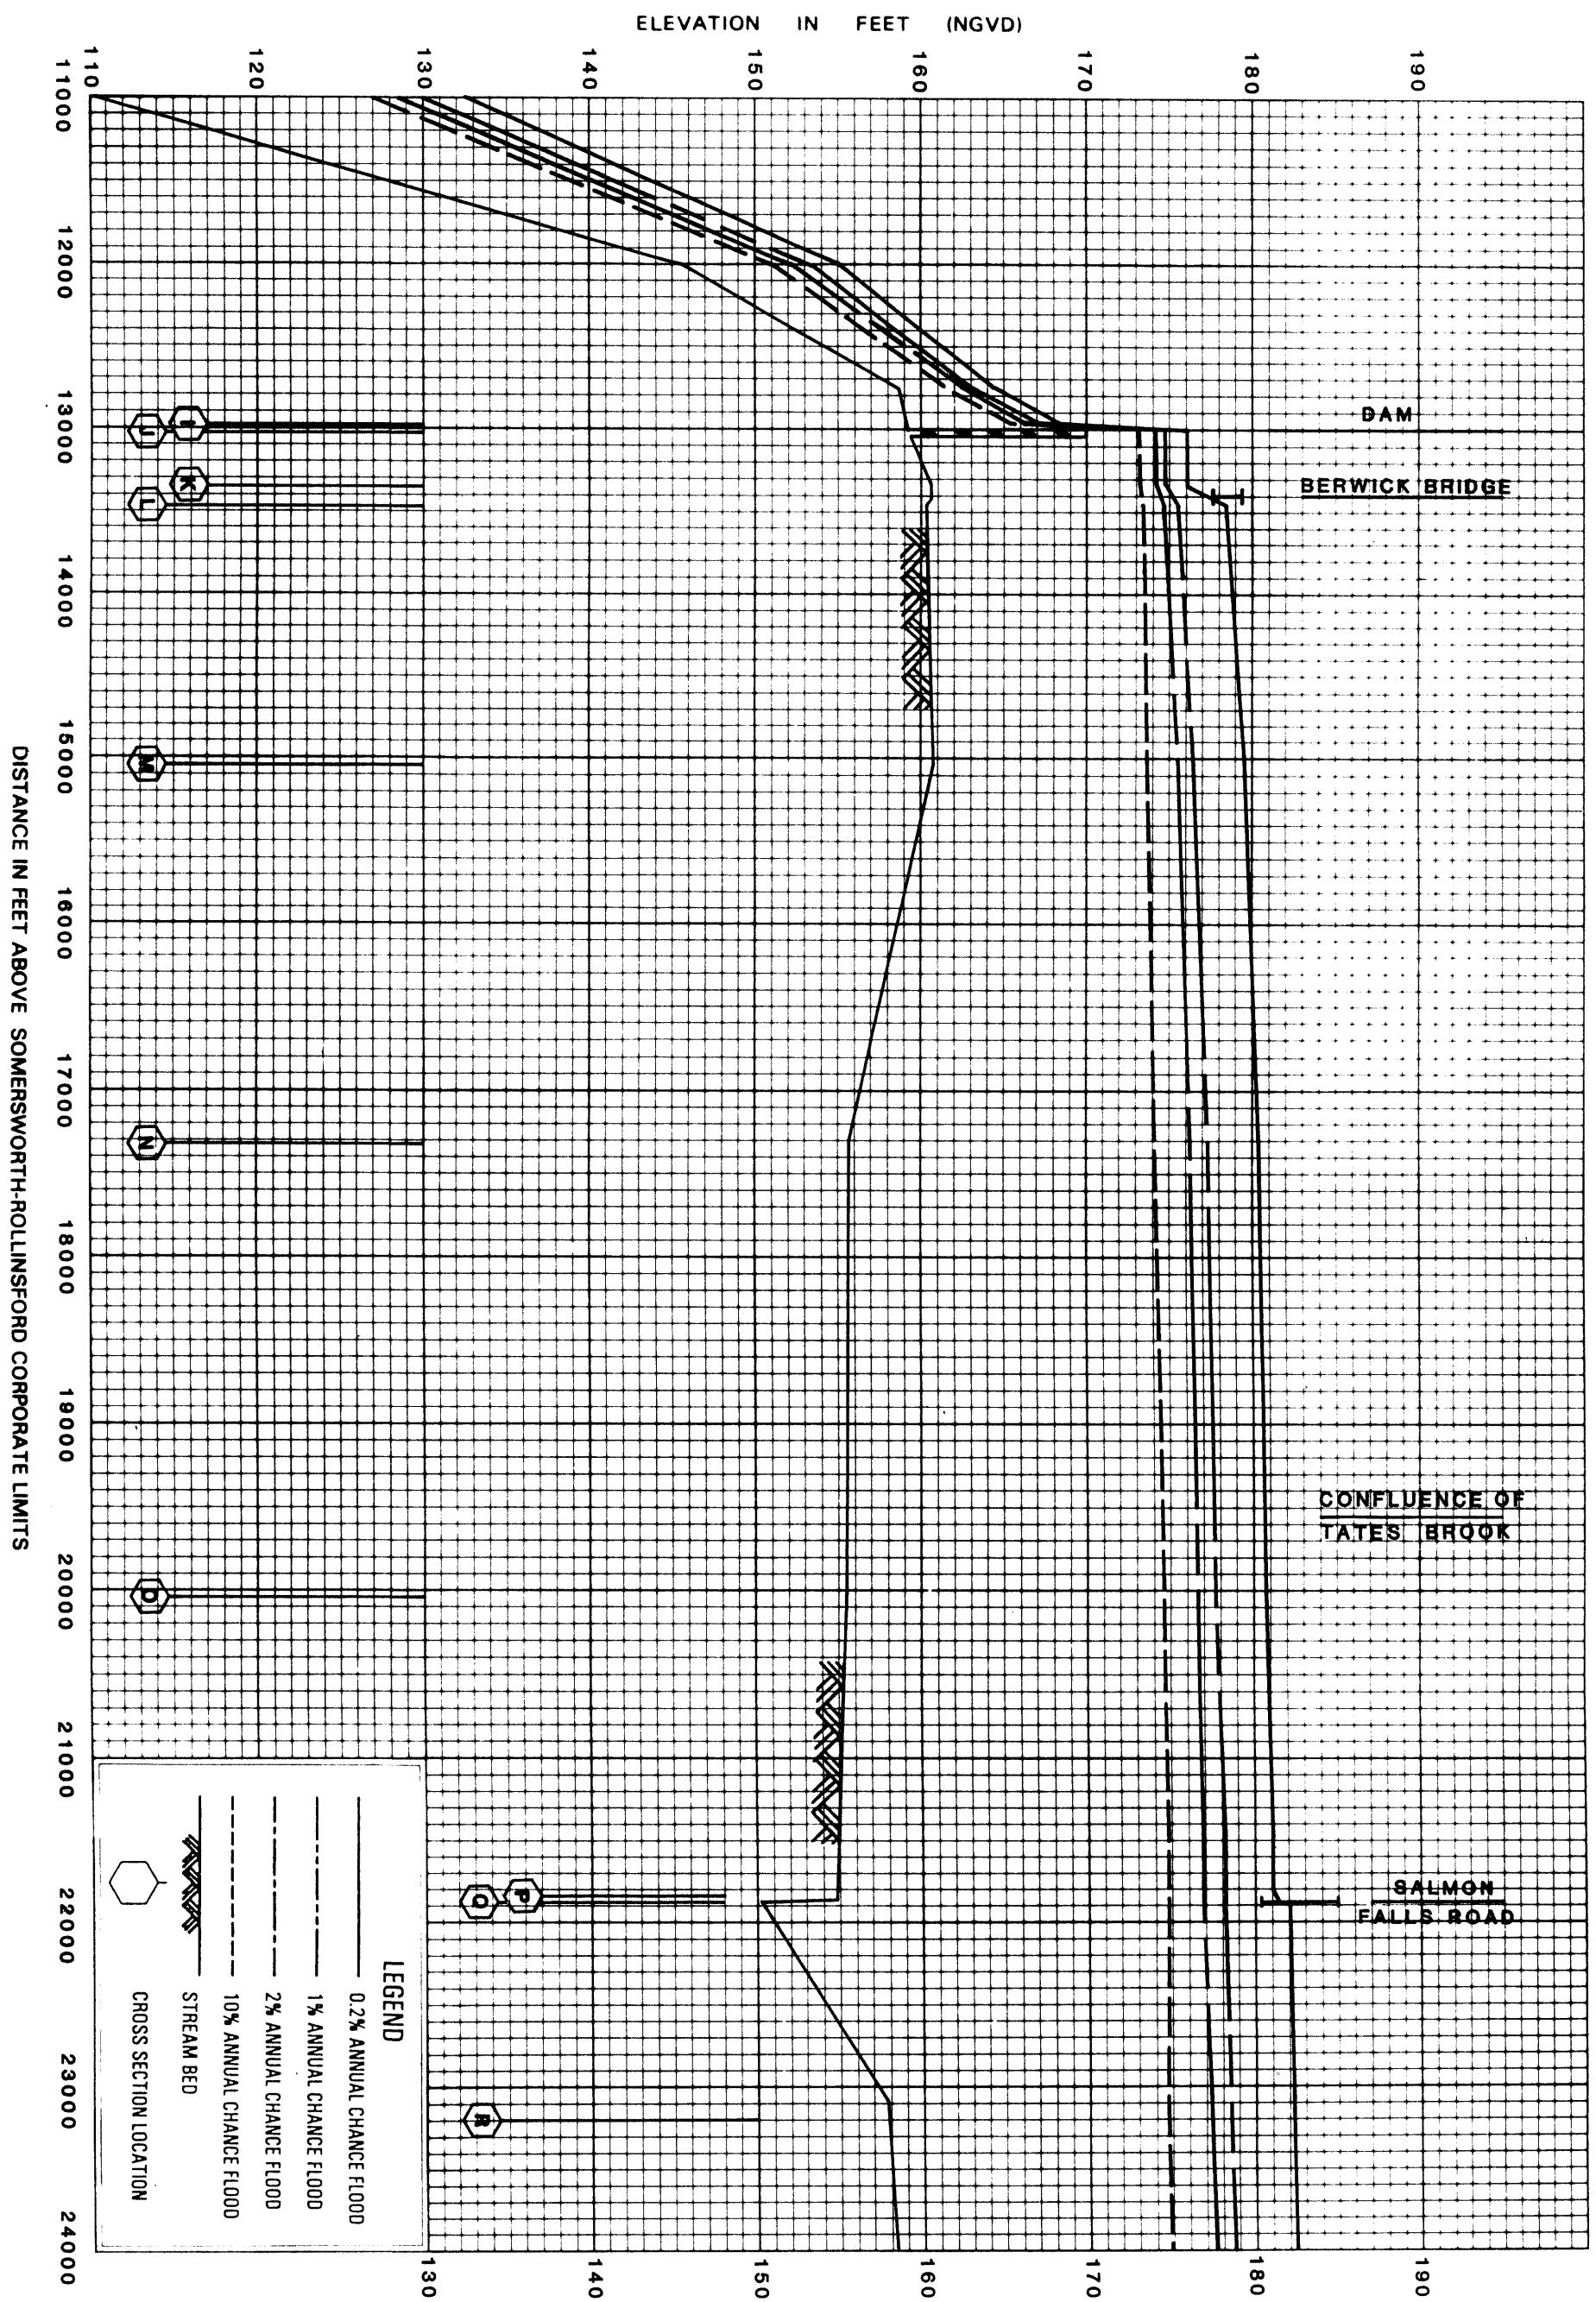 ELEVATION IN FEET (NGVD)
110
120
130
140
150
160
170
180
190
11000
12000
13000
14000
15000
16000
17000
18000
19000
20000
21000
22000
23000
24000
DISTANCE IN FEET ABOVE SOMERSWORTH-ROLLINSFORD CORPORATE LIMITS
DAM
BERWICK BRIDGE
CONFLUENCE OF
TATES BROOK
SALMON
FALLS ROAD
I
J
K
L
M
N
O
P
Q
R
LEGEND
0.2% ANNUAL CHANCE FLOOD
1% ANNUAL CHANCE FLOOD
2% ANNUAL CHANCE FLOOD
10% ANNUAL CHANCE FLOOD
STREAM BED
CROSS SECTION LOCATION
130
140
150
160
170
180
190